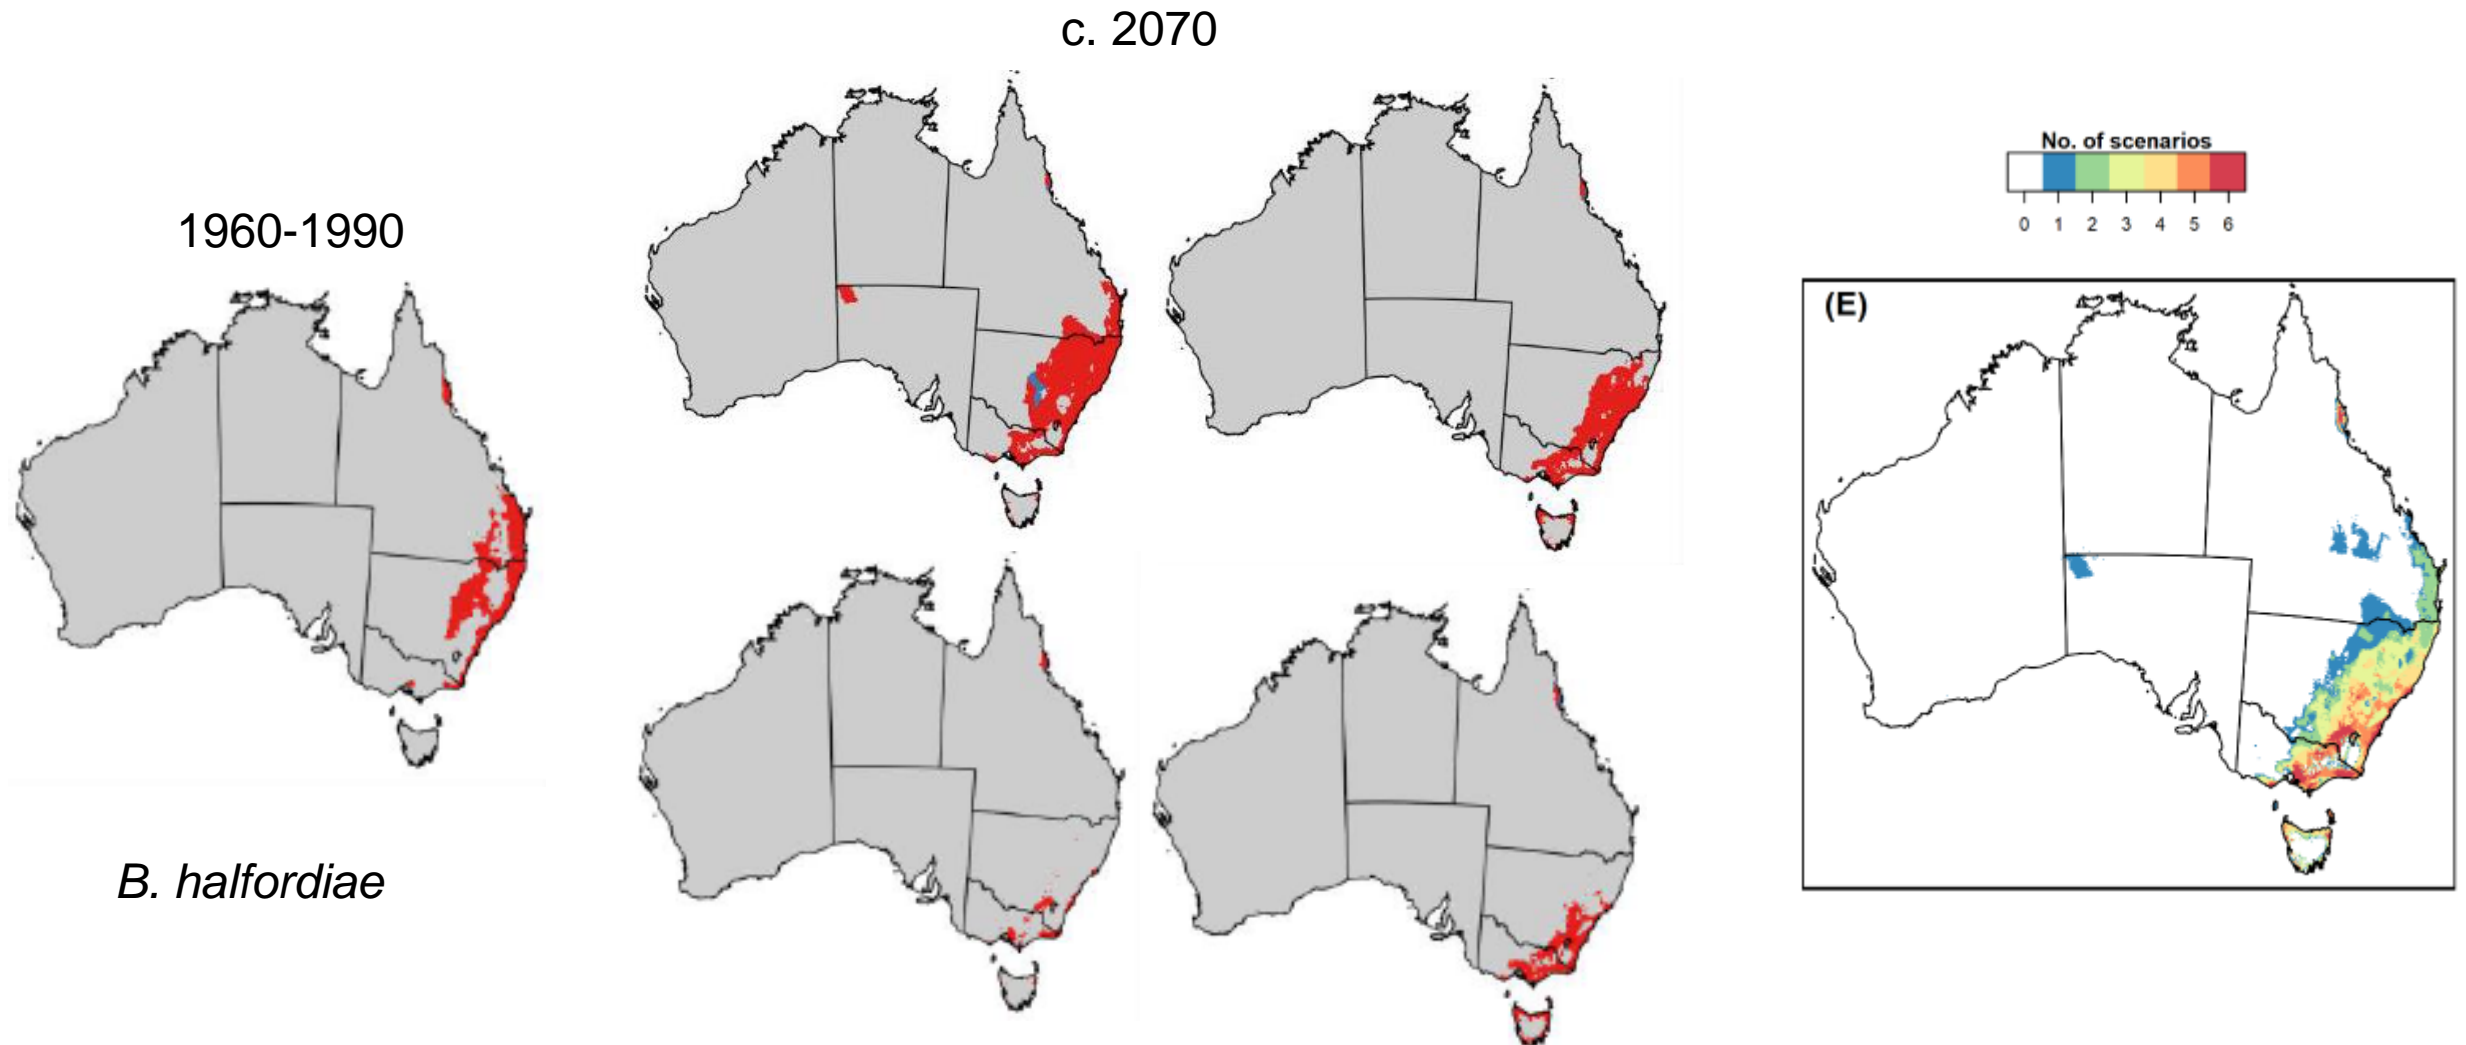 c. 2070
1960-1990
B. halfordiae
No. of scenarios
0 1 2 3 4 5 6
(E)